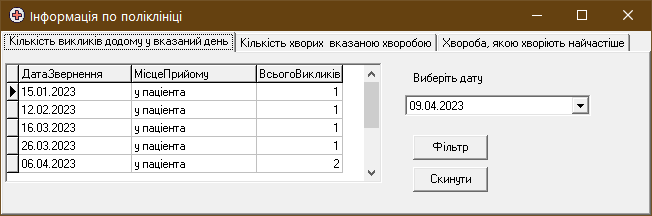 Інформація по поліклініці
Кількість викликів додому у вказаний день Кількість хворих вказаною хворобою Хвороба, якою хворіють найчастіше
ДатаЗвернення МісцеПрийому ВсьогоВикликів
15.01.2023 у пацієнта 1
12.02.2023 у пацієнта 1
16.03.2023 у пацієнта 1
26.03.2023 у пацієнта 1
06.04.2023 у пацієнта 2
Виберіть дату
09.04.2023
Фільтр
Скинути